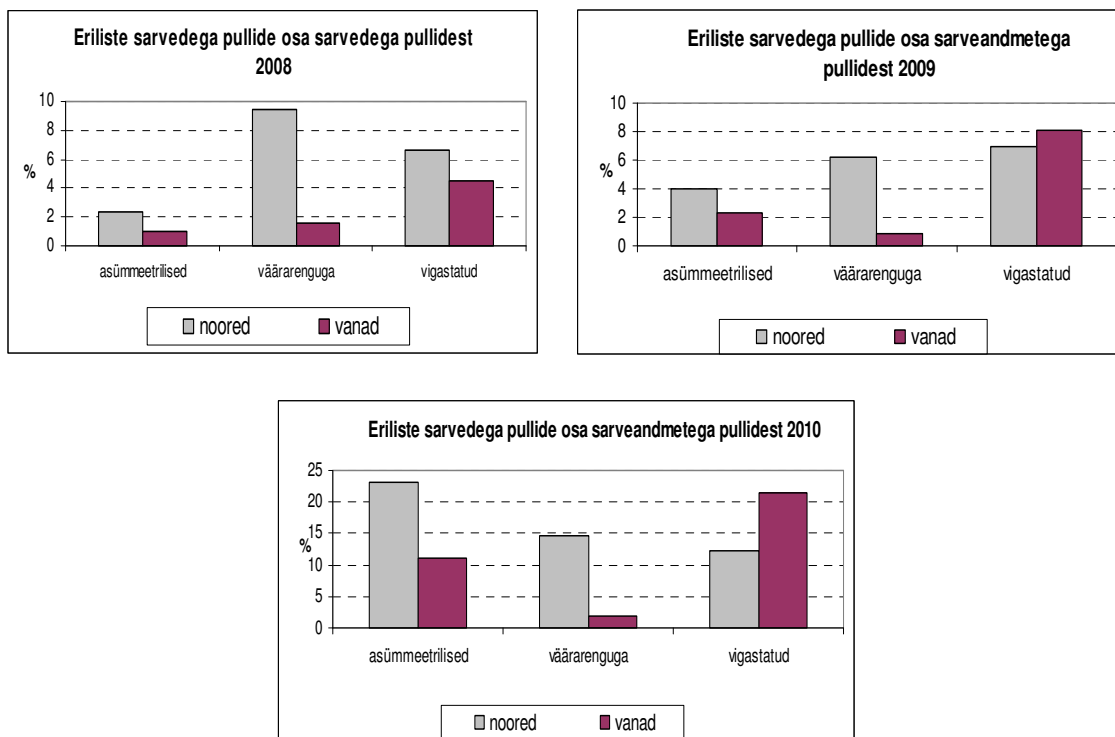 Eriliste sarvedega pullide osa sarvedega pullidest
2008
10
8
6
4
2
0
%
asümmeetrilised väärarenguga vigastatud
noored vanad
Eriliste sarvedega pullide osa sarveandmetega
pullidest 2009
10
8
6
4
2
0
%
asümmeetrilised väärarenguga vigastatud
noored vanad
Eriliste sarvedega pullide osa sarveandmetega pullidest 2010
25
20
15
10
5
0
%
asümmeetrilised väärarenguga vigastatud
noored vanad